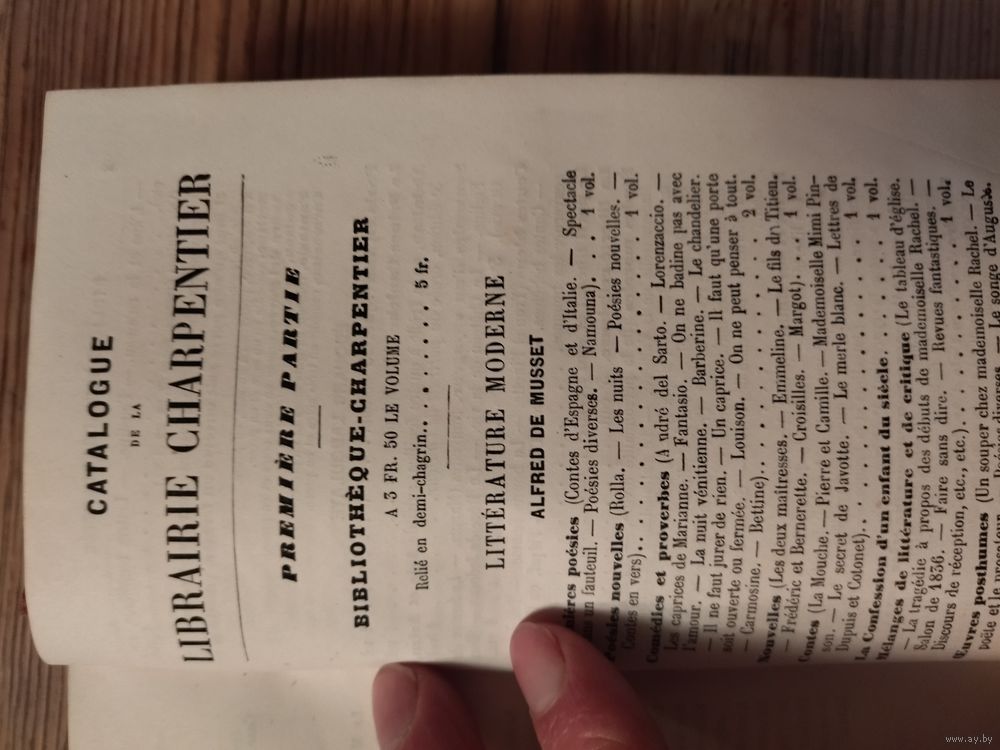 CATALOGUE
DE LA
LIBRAIRIE CHARPENTIER
PREMIÈRE PARTIE
BIBLIOTHÈQUE-CHARPENTIER
A 3 FR. 50 LE VOLUME
Relié en demi-chagrin... . . . . . . 5 fr.
LITTÉRATURE MODERNE
ALFRED DE MUSSET
mières poésies (Contes d'Espagne et d'Italie. — Spectacle
dans un fauteuil. — Poésies diverses. — Namouna). . . 1 vol.
Poésies nouvelles (Rolla. — Les nuits — Poésies nouvelles. —
Contes en vers). . . . . . . . . . . . . . . . . . 1 vol.
Comédies et proverbes (A ndré del Sarto. — Lorenzaccio. —
Les caprices de Marianne. — Fantasio. — On ne badine pas avec
l'amour. — La nuit vénitienne. — Barberine. — Le chandelier.
— Il ne faut jurer de rien. — Un caprice. — Il faut qu'une porte
soit ouverte ou fermée. — Louison. — On ne peut penser à tout.
— Carmosine. — Bettine). . . . . . . . . . . . . . 2 vol.
Nouvelles (Les deux maîtresses. — Emmeline. — Le fils du Titien.
— Frédéric et Bernerette. — Croisilles. — Margot). . . . 1 vol.
Contes (La Mouche. — Pierre et Camille. — Mademoiselle Mimi Pin-
son. — Le secret de Javotte. — Le merle blanc. — Lettres de
Dupuis et Cotonet). . . . . . . . . . . . . . . . . 1 vol.
La Confession d'un enfant du siècle. . . . . . . . 1 vol.
Mélanges de littérature et de critique (Le tableau d'église.
— La tragédie à propos des débuts de mademoiselle Rachel. —
Salon de 1836. — Faire sans dire. — Revues fantastiques. —
Discours de réception, etc., etc.). . . . . . . . . . 1 vol.
Œuvres posthumes (Un souper chez mademoiselle Rachel. — Le
poëte et le — Le songe d'Auguste.
www.ay.by